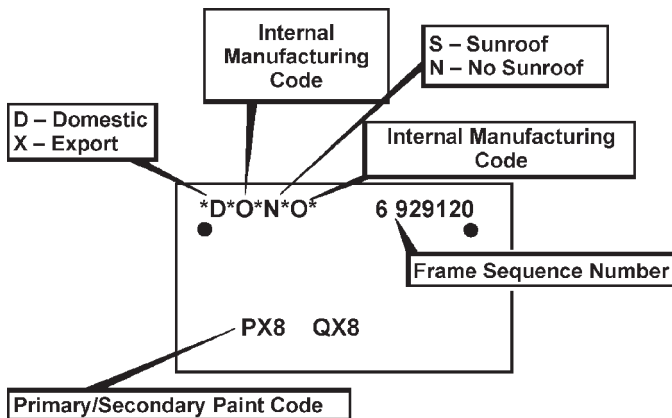 Internal
Manufacturing
Code
S – Sunroof
N – No Sunroof
D – Domestic
X – Export
Internal Manufacturing
Code
*D*O*N*O* 6 929120
Frame Sequence Number
PX8 QX8
Primary/Secondary Paint Code